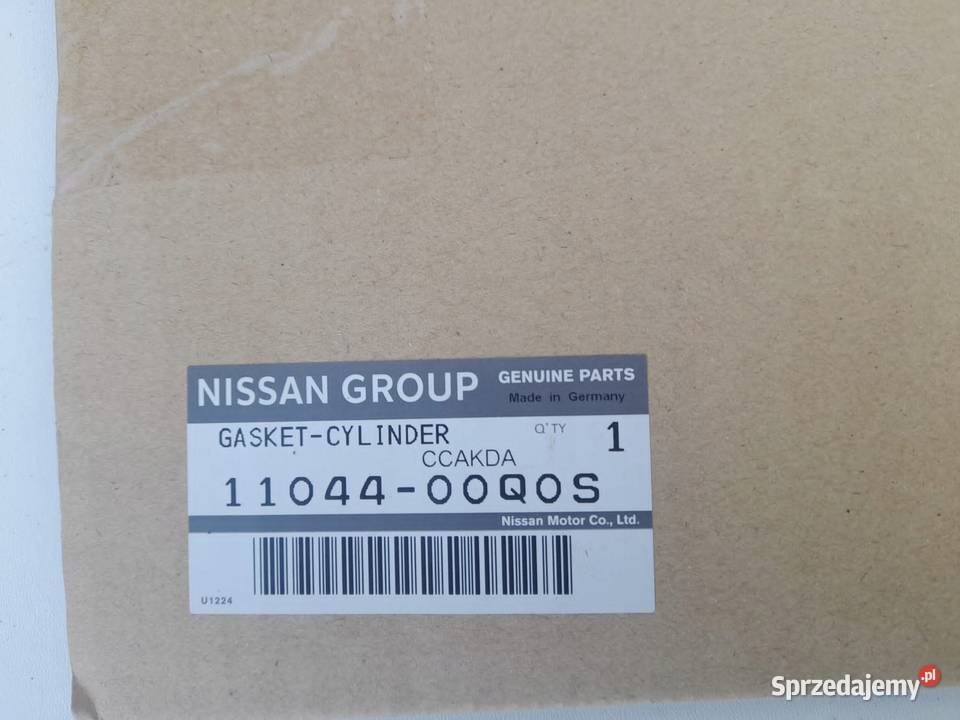 NISSAN GROUP
GENUINE PARTS
Made in Germany
GASKET-CYLINDER
Q'TY 1
CCAKDA
11044-00Q0S
Nissan Motor Co., Ltd.
U1224
Sprzedajemy.pl